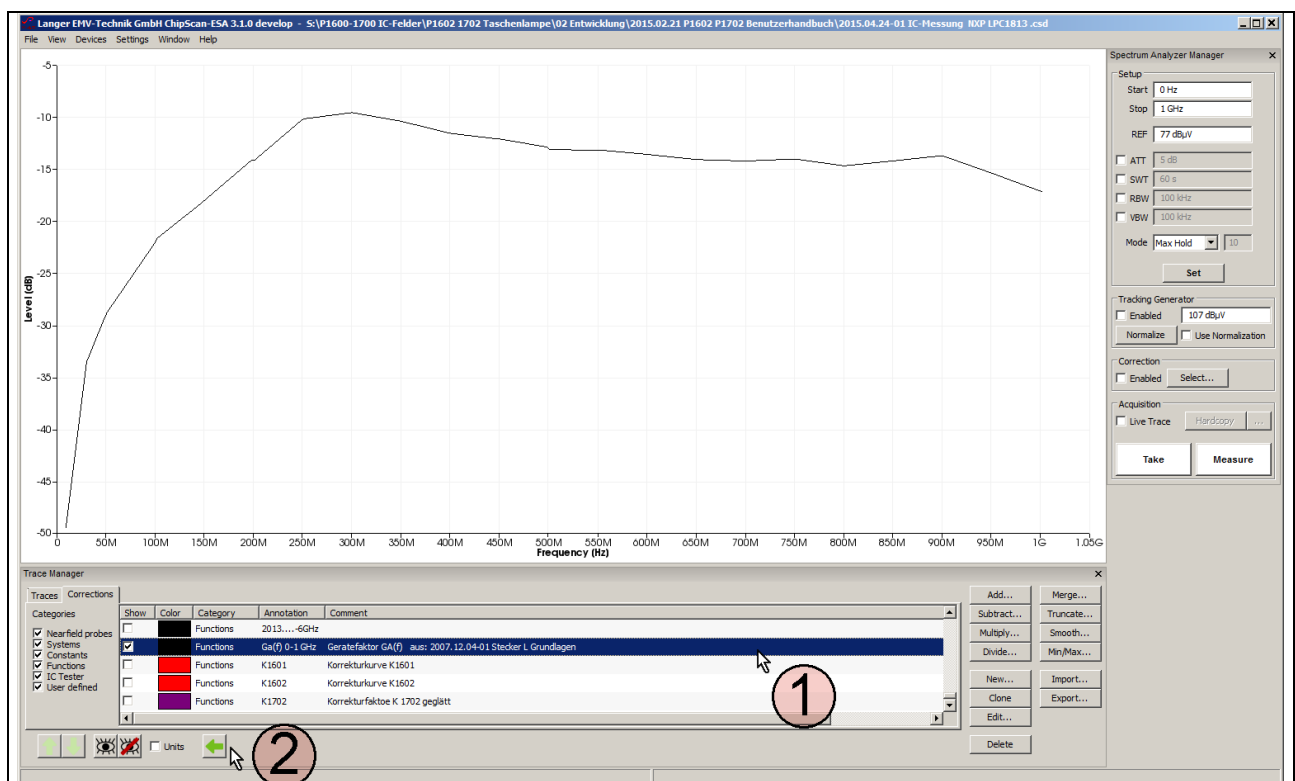 Langer EMV-Technik GmbH ChipScan-ESA 3.1.0 develop - S:\P1600-1700 IC-Felder\P1602 1702 Taschenlampe\02 Entwicklung\2015.02.21 P1602 P1702 Benutzerhandbuch\2015.04.24-01 IC-Messung NXP LPC1813.csd
File View Devices Settings Window Help
-5
-10
-15
-20
-25
-30
-35
-40
-45
-50
Level (dB)
0 50M 100M 150M 200M 250M 300M 350M 400M 450M 500M 550M 600M 650M 700M 750M 800M 850M 900M 950M 1G 1.05G
Frequency (Hz)
Spectrum Analyzer Manager
Setup
Start 0 Hz
Stop 1 GHz
REF 77 dBµV
ATT 5 dB
SWT 60 s
RBW 100 kHz
VBW 100 kHz
Mode Max Hold 10
Set
Tracking Generator
Enabled 107 dBµV
Normalize Use Normalization
Correction
Enabled Select...
Acquisition
Live Trace Hardcopy ...
Take Measure
Trace Manager
Traces Corrections
Categories
Nearfield probes
Systems
Constants
Functions
IC Tester
User defined
Show Color Category Annotation Comment
Functions 2013....-6GHz
Functions Ga(f) 0-1 GHz Geratefaktor GA(f) aus: 2007.12.04-01 Stecker L Grundlagen
Functions K1601 Korrekturkurve K1601
Functions K1602 Korrekturkurve K1602
Functions K1702 Korrekturfaktoe K 1702 geglätt
1
Units
2
Add... Merge...
Subtract... Truncate...
Multiply... Smooth...
Divide... Min/Max...
New... Import...
Clone Export...
Edit...
Delete